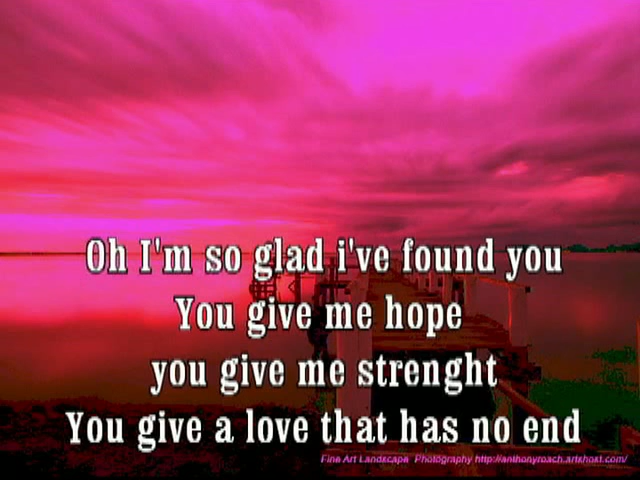 Oh I'm so glad i've found you
You give me hope
you give me strenght
You give a love that has no end
Fine Art Landscape Photography http://anthonyroach.artshost.com/